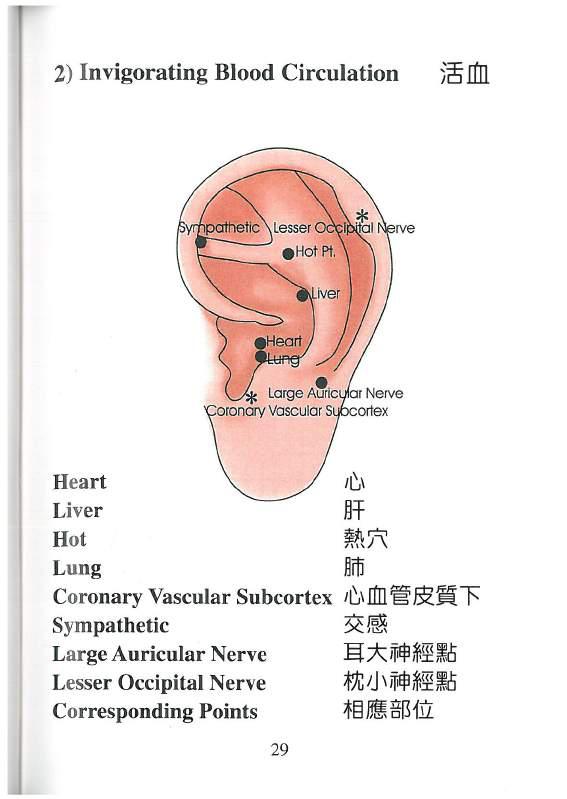 2) Invigorating Blood Circulation 活血
*
Sympathetic Lesser Occipital Nerve
Hot Pt.
Liver
Heart
Lung
Large Auricular Nerve
*
Coronary Vascular Subcortex
Heart 心
Liver 肝
Hot 熱穴
Lung 肺
Coronary Vascular Subcortex 心血管皮質下
Sympathetic 交感
Large Auricular Nerve 耳大神經點
Lesser Occipital Nerve 枕小神經點
Corresponding Points 相應部位
29